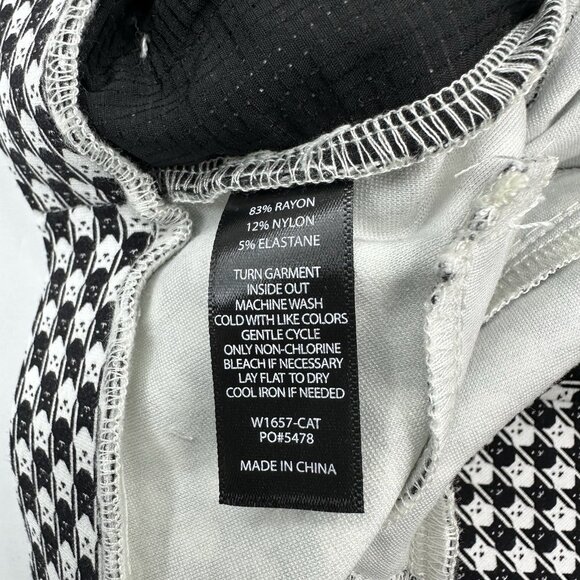 83% RAYON
12% NYLON
5% ELASTANE
TURN GARMENT
INSIDE OUT
MACHINE WASH
COLD WITH LIKE COLORS
GENTLE CYCLE
ONLY NON-CHLORINE
BLEACH IF NECESSARY
LAY FLAT TO DRY
COOL IRON IF NEEDED
W1657-CAT
PO#5478
MADE IN CHINA